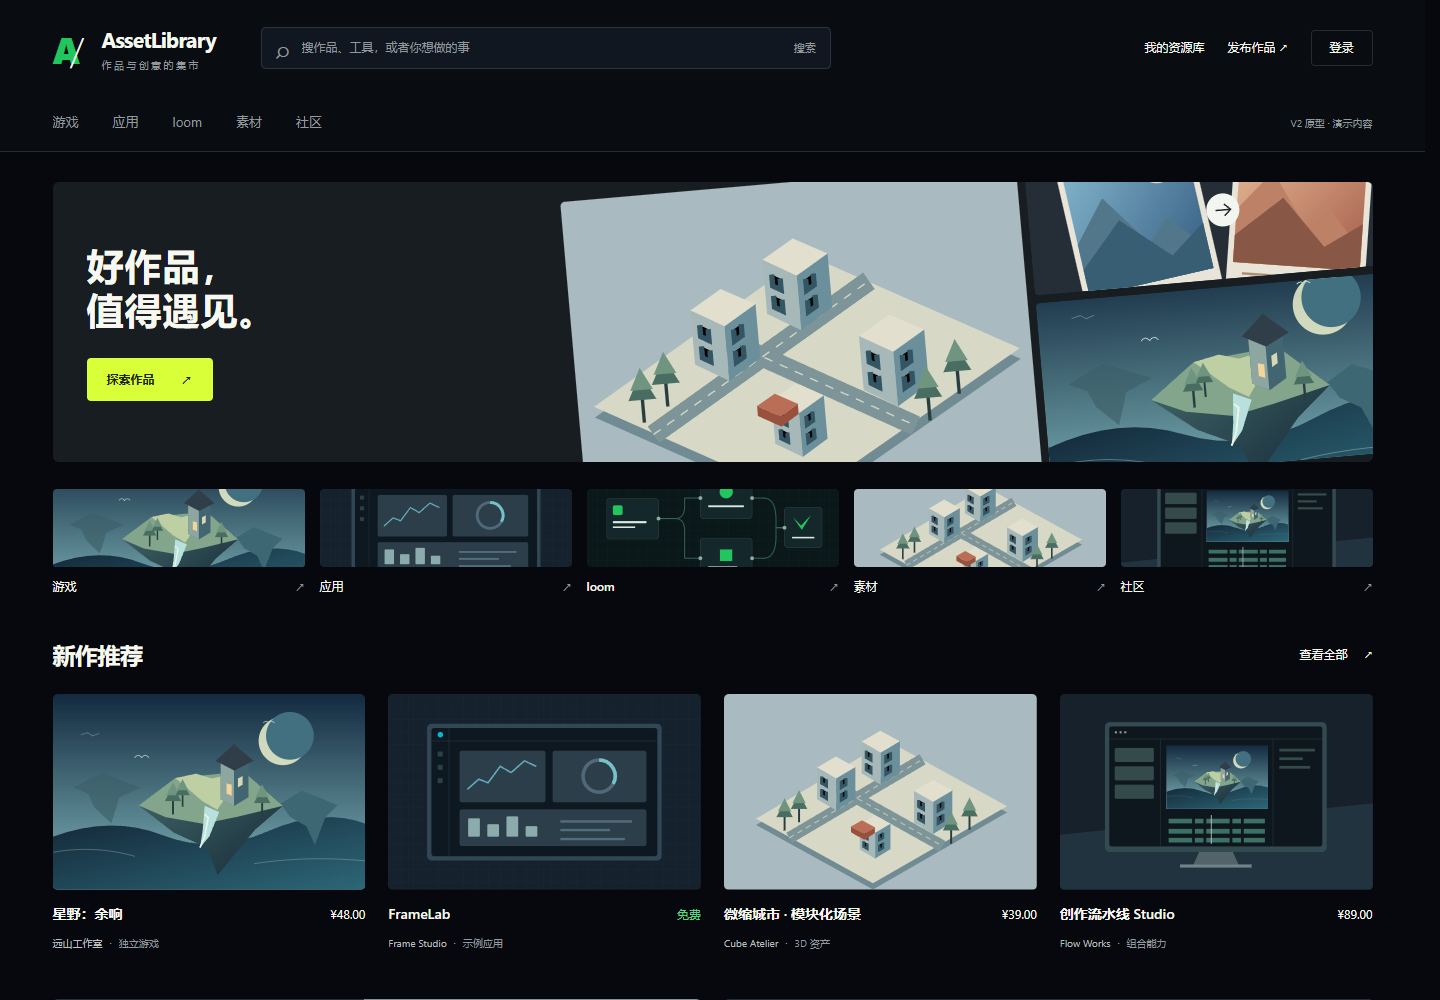 AssetLibrary
作品与创意的集市
搜作品、工具，或者你想做的事
搜索
我的资源库
发布作品 ↗
登录
游戏
应用
loom
素材
社区
V2 原型 · 演示内容
好作品，
值得遇见。
探索作品 ↗
游戏 ↗
应用 ↗
loom ↗
素材 ↗
社区 ↗
新作推荐
查看全部 ↗
星野：余响
¥48.00
远山工作室 · 独立游戏
FrameLab
免费
Frame Studio · 示例应用
微缩城市 · 模块化场景
¥39.00
Cube Atelier · 3D 资产
创作流水线 Studio
¥89.00
Flow Works · 组合能力